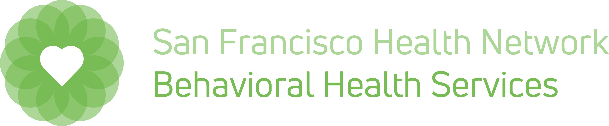 San Francisco Health Network
Behavioral Health Services